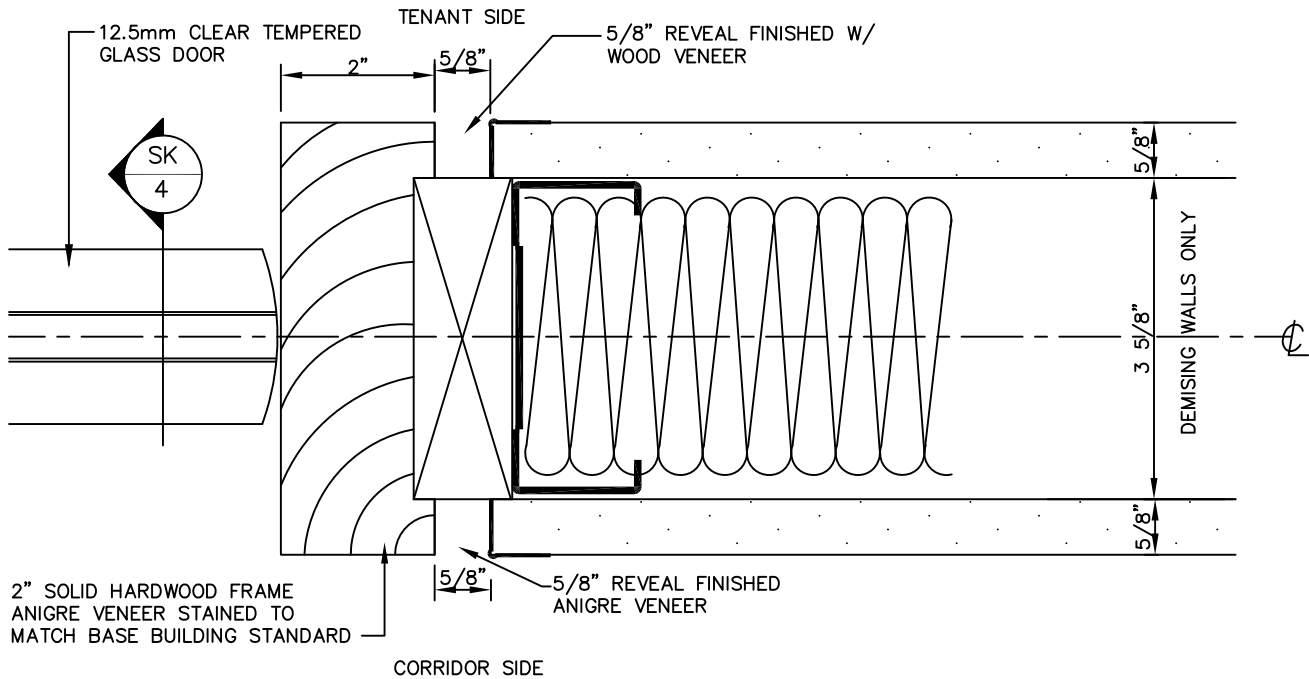 TENANT SIDE
12.5mm CLEAR TEMPERED
GLASS DOOR
5/8” REVEAL FINISHED W/
WOOD VENEER
2”
5/8”
SK
4
5/8”
3 5/8”
DEMISING WALLS ONLY
5/8”
℄
5/8”
5/8” REVEAL FINISHED
ANIGRE VENEER
2” SOLID HARDWOOD FRAME
ANIGRE VENEER STAINED TO
MATCH BASE BUILDING STANDARD
CORRIDOR SIDE